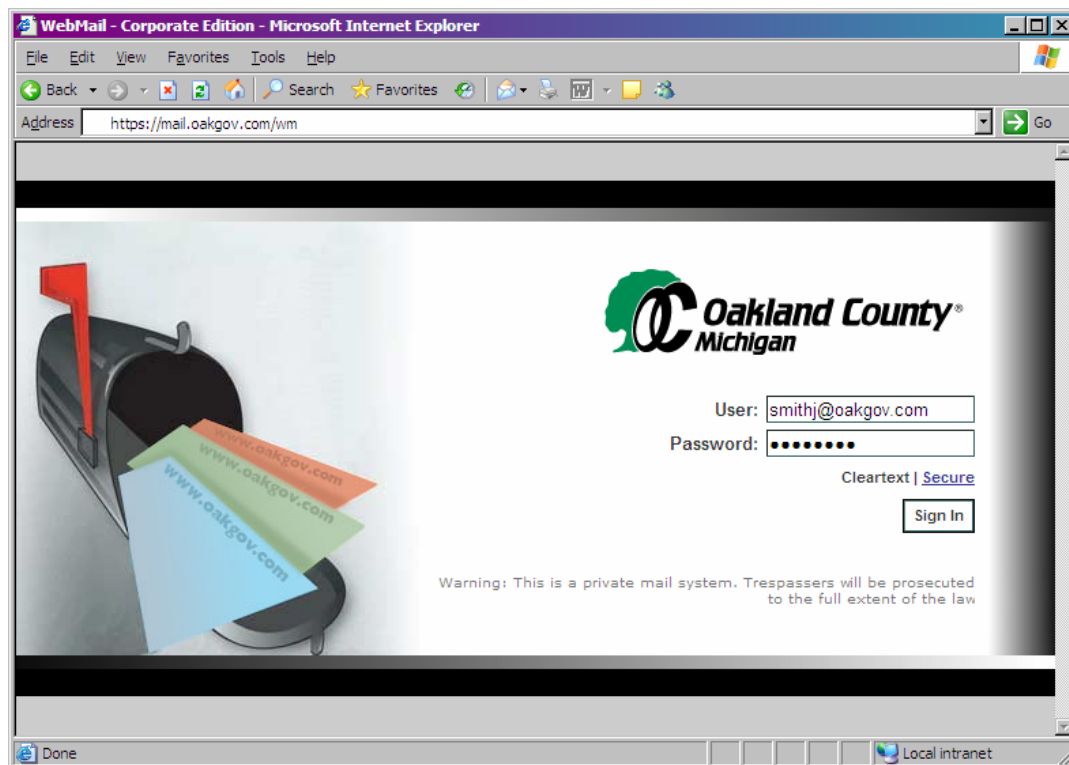 WebMail - Corporate Edition - Microsoft Internet Explorer
File Edit View Favorites Tools Help
Back Search Favorites
Address https://mail.oakgov.com/wm Go
Oakland County®
Michigan
User: smithj@oakgov.com
Password: ••••••••
Cleartext | Secure
Sign In
www.oakgov.com
www.oakgov.com
www.oakgov.com
Warning: This is a private mail system. Trespassers will be prosecuted
to the full extent of the law
Done Local intranet